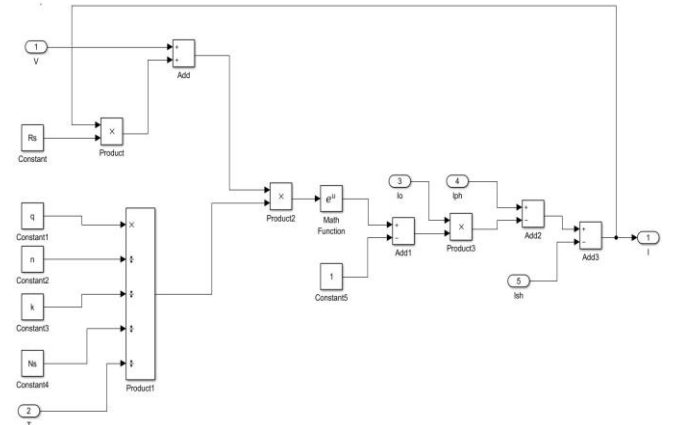 1
V
+
+
Add
Rs
Constant
×
Product
q
Constant1
n
Constant2
k
Constant3
Ns
Constant4
2
×
÷
÷
÷
÷
Product1
×
Product2
eᵘ
Math
Function
1
Constant5
+
−
Add1
3
Io
×
Product3
4
Iph
+
−
Add2
5
Ish
+
−
Add3
1
I